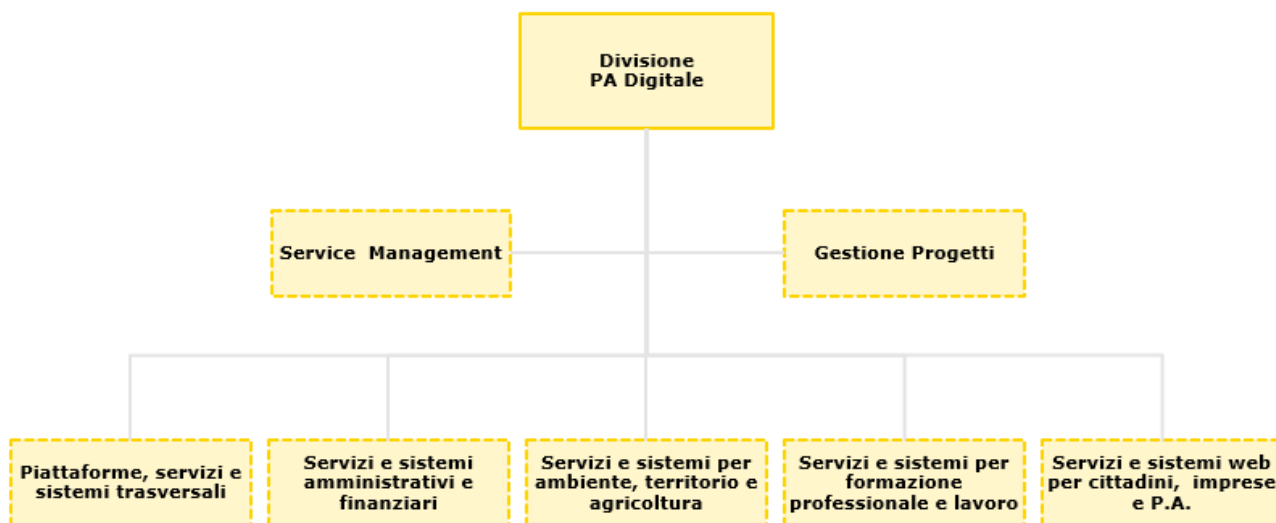 Divisione
PA Digitale
Service  Management
Gestione Progetti
Piattaforme, servizi e
sistemi trasversali
Servizi e sistemi
amministrativi e
finanziari
Servizi e sistemi per
ambiente, territorio e
agricoltura
Servizi e sistemi per
formazione
professionale e lavoro
Servizi e sistemi web
per cittadini,  imprese
e P.A.